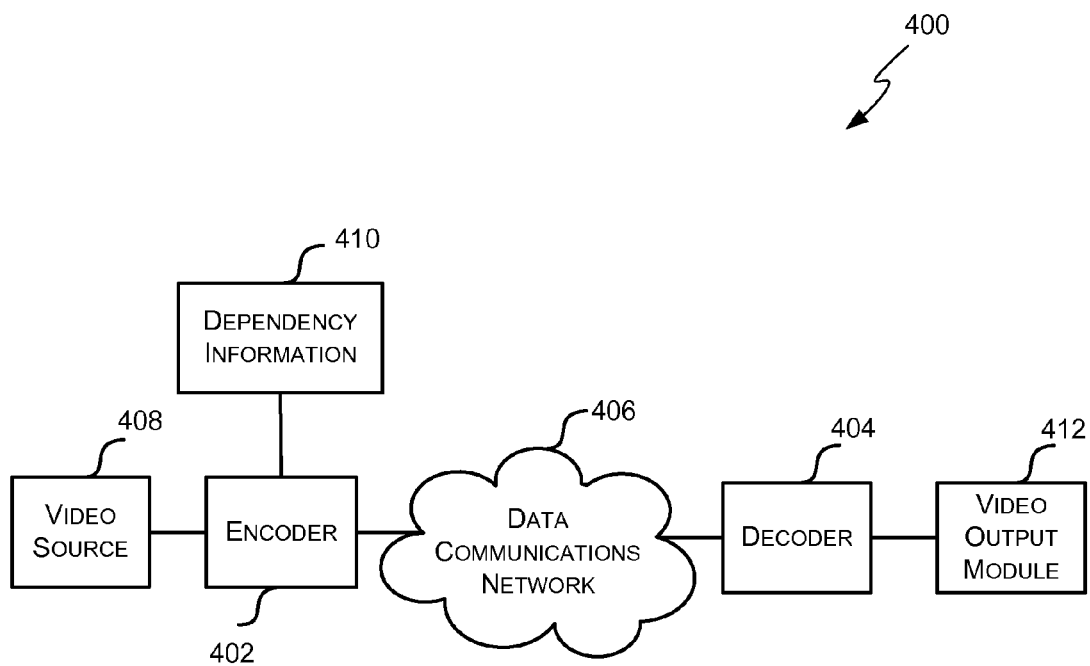 400
410
DEPENDENCY
INFORMATION
408
406
404
412
VIDEO
SOURCE
ENCODER
DATA
COMMUNICATIONS
NETWORK
DECODER
VIDEO
OUTPUT
MODULE
402